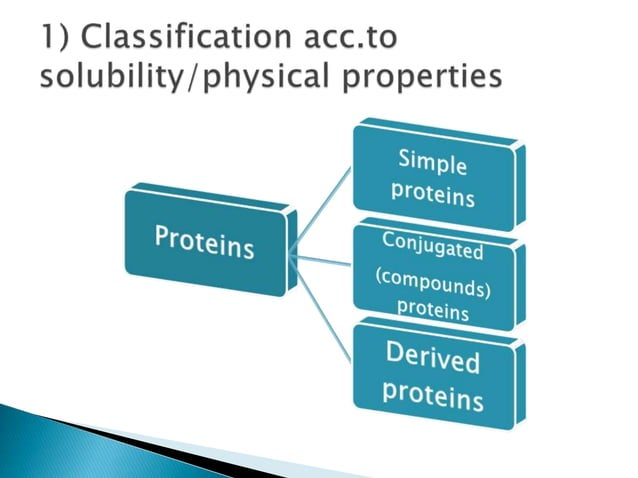 1) Classification acc.to
solubility/physical properties
Proteins
Simple
proteins
Conjugated
(compounds)
proteins
Derived
proteins